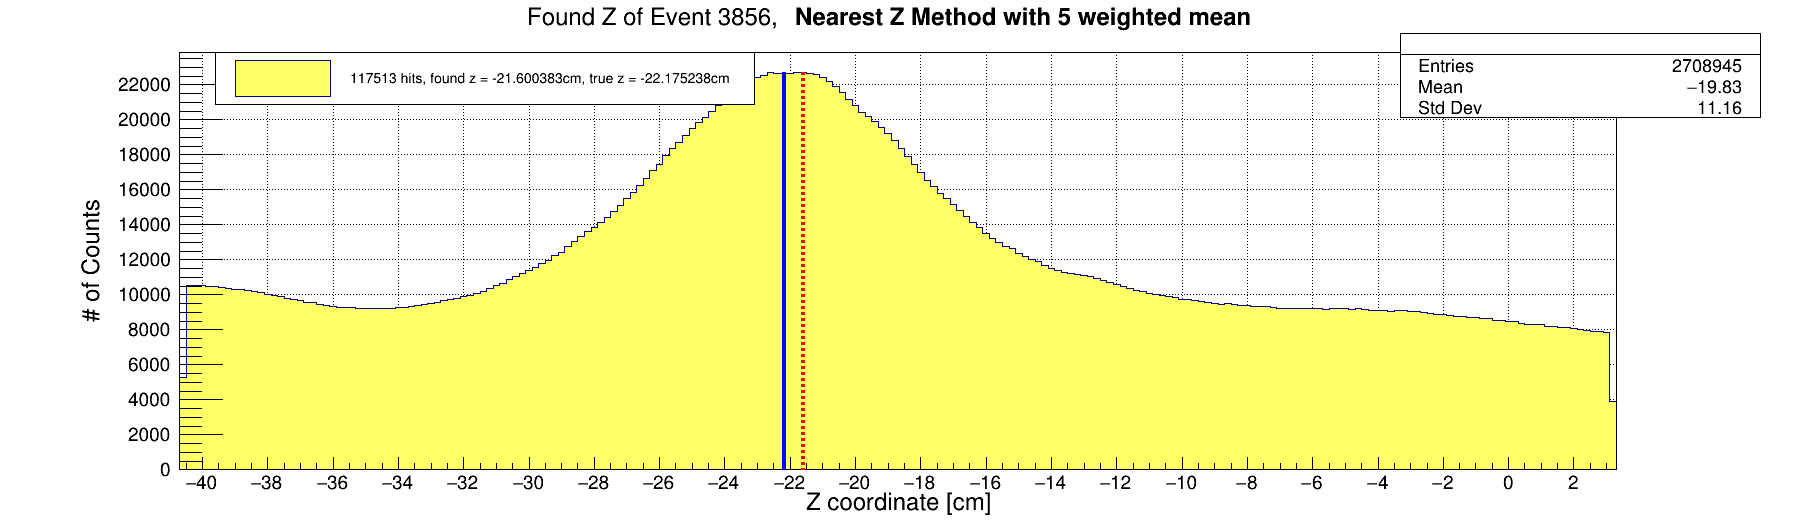 Found Z of Event 3856, Nearest Z Method with 5 weighted mean
117513 hits, found z = -21.600383cm, true z = -22.175238cm
Entries 2708945
Mean −19.83
Std Dev 11.16
# of Counts
22000
20000
18000
16000
14000
12000
10000
8000
6000
4000
2000
0
−40 −38 −36 −34 −32 −30 −28 −26 −24 −22 −20 −18 −16 −14 −12 −10 −8 −6 −4 −2 0 2
Z coordinate [cm]